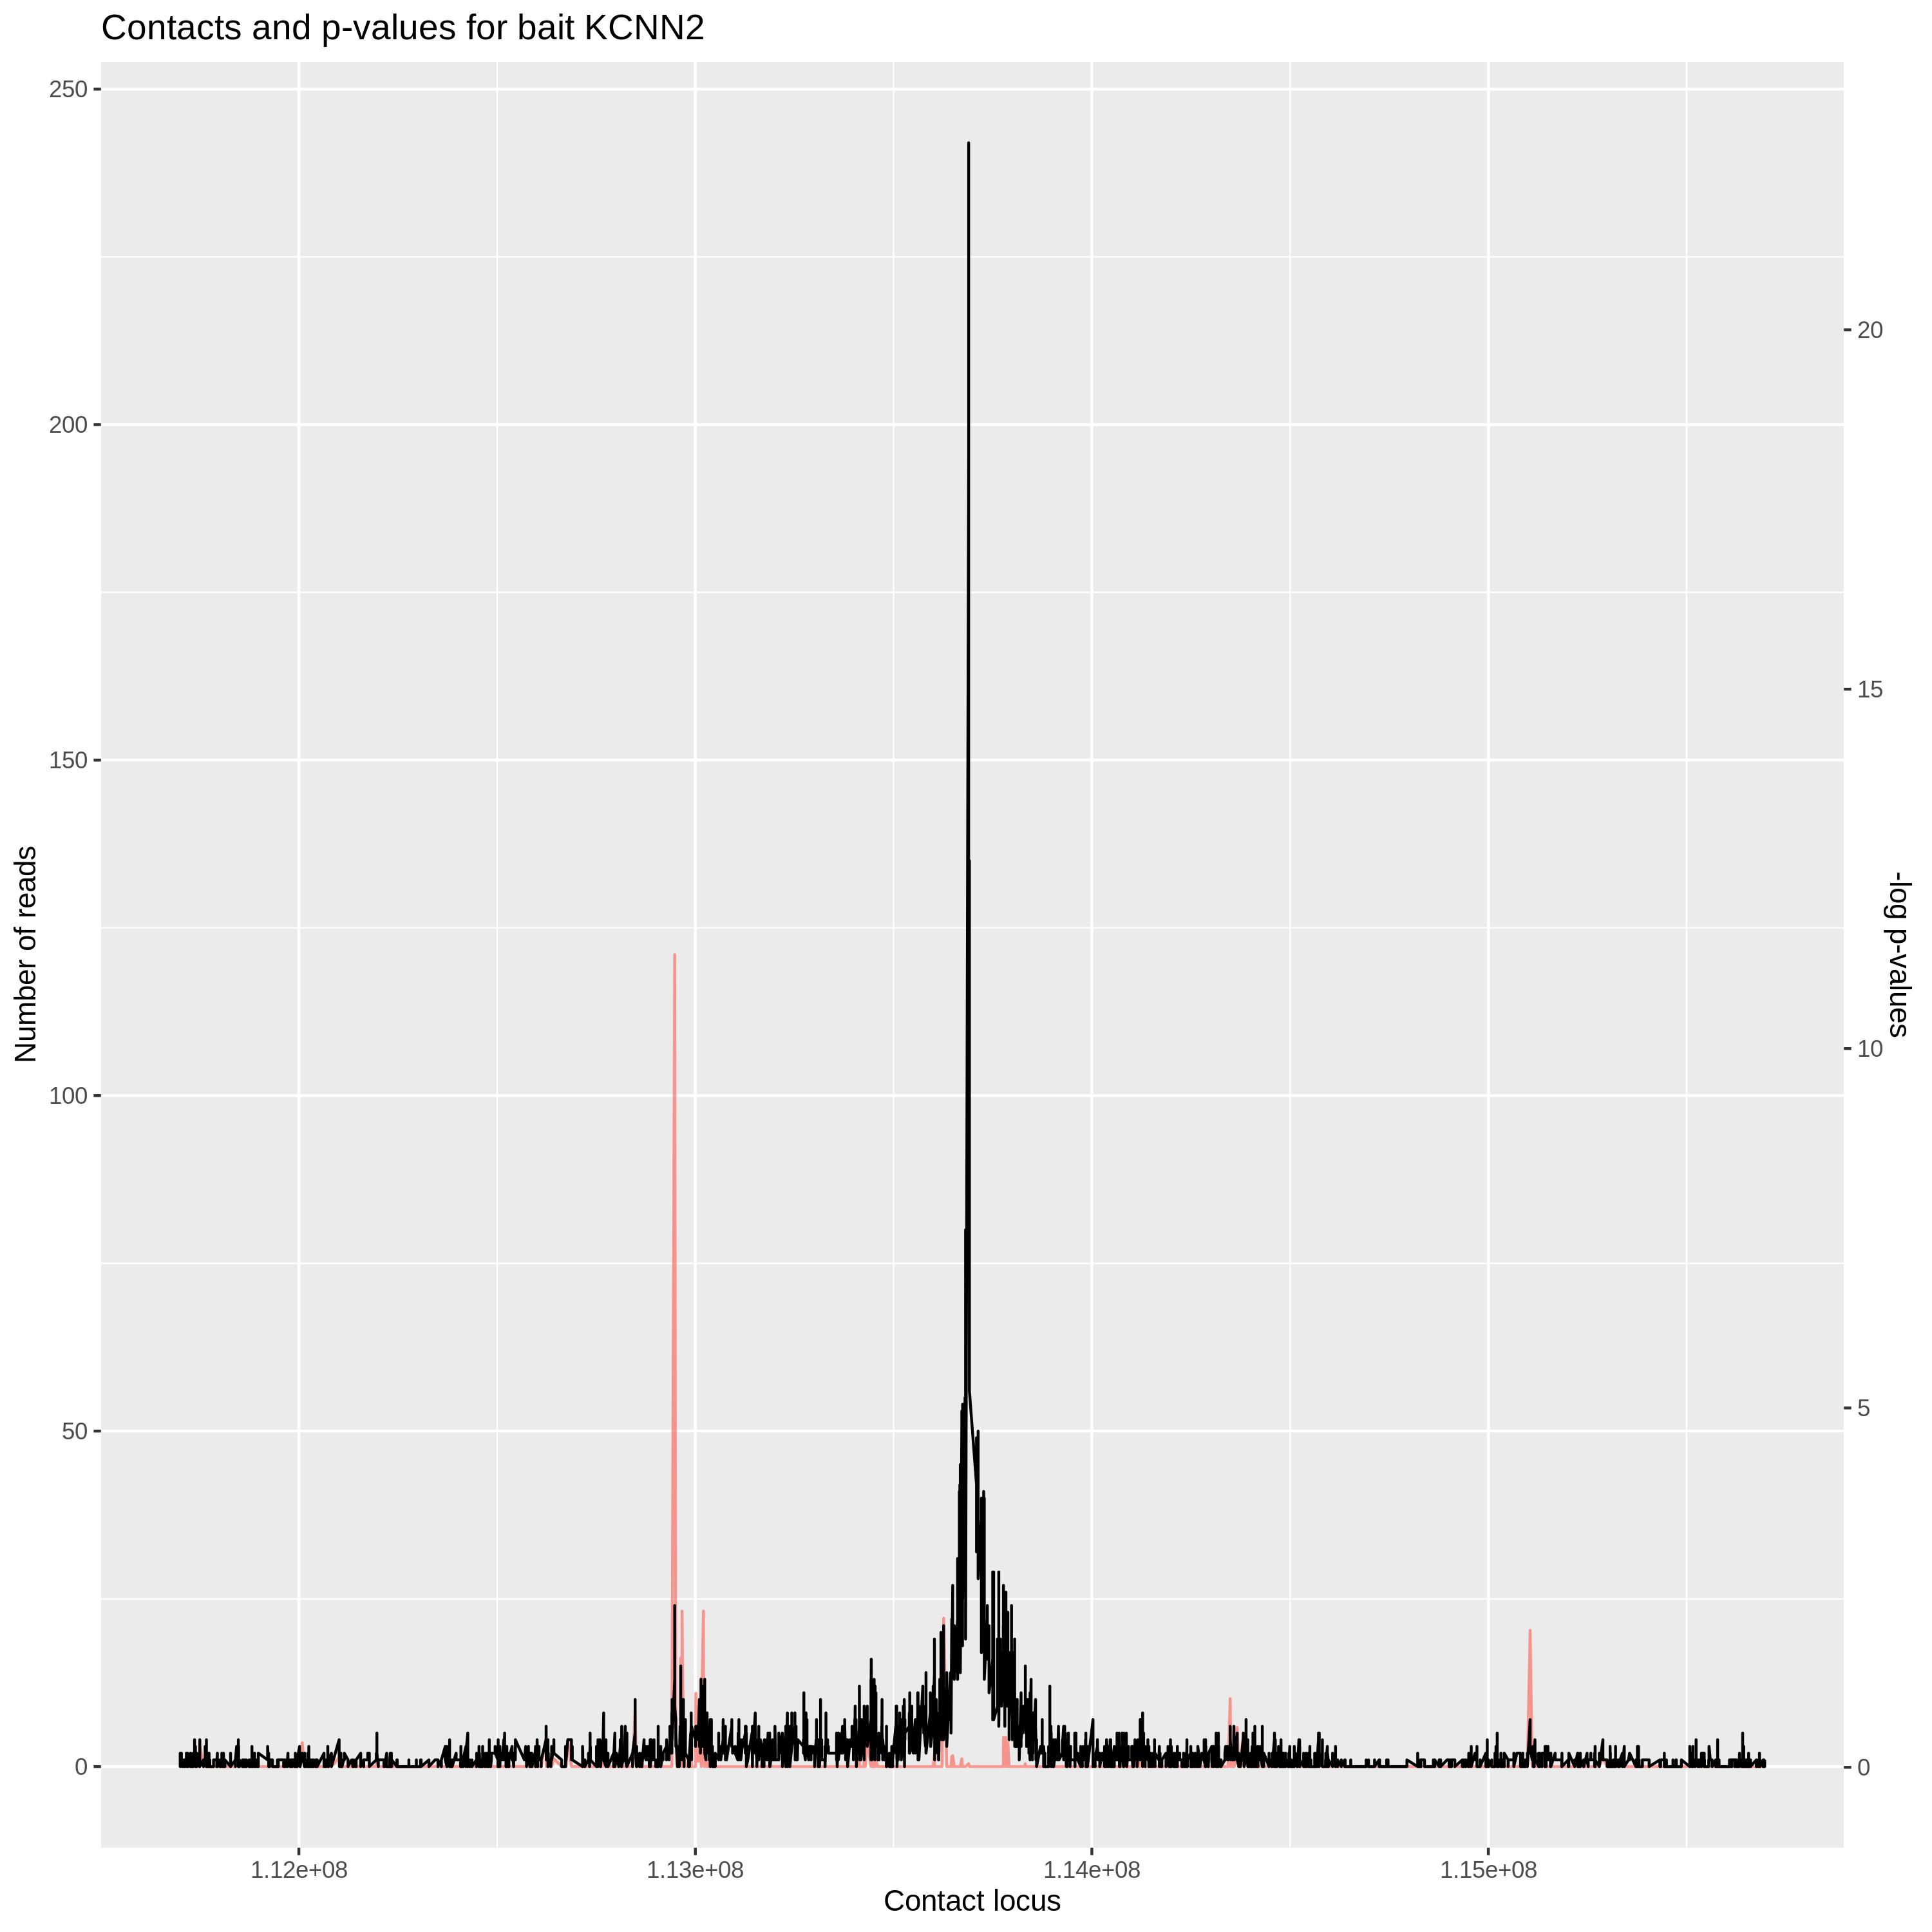 Contacts and p-values for bait KCNN2
250
200
150
100
50
0
Number of reads
20
15
10
5
0
-log p-values
1.12e+08
1.13e+08
1.14e+08
1.15e+08
Contact locus